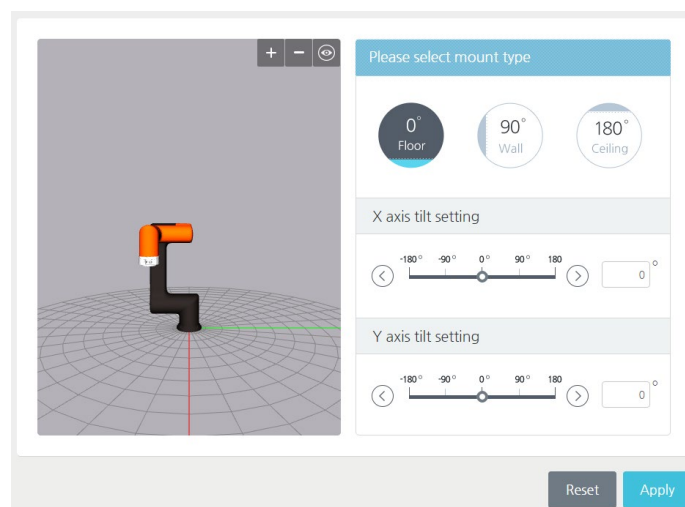 + −
Please select mount type
0° 90° 180°
Floor Wall Ceiling
X axis tilt setting
-180° -90° 0° 90° 180
0 °
Y axis tilt setting
-180° -90° 0° 90° 180
0 °
Reset Apply